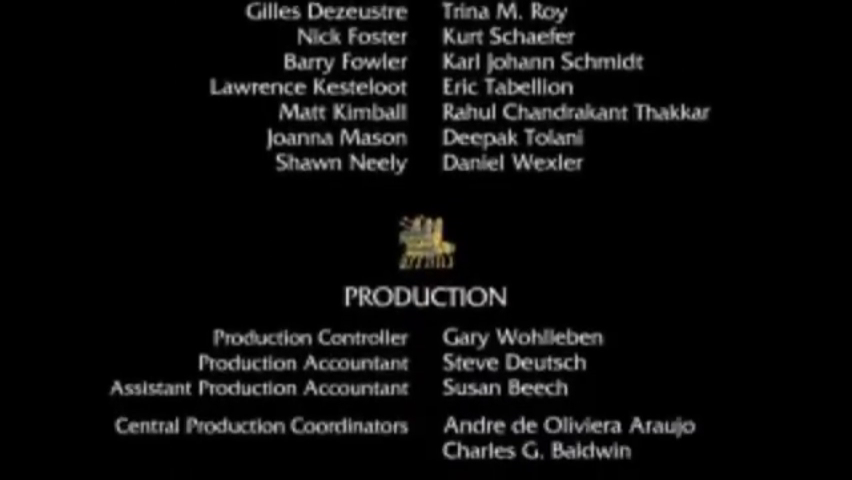 Gilles Dezeustre Trina M. Roy
Nick Foster Kurt Schaefer
Barry Fowler Karl Johann Schmidt
Lawrence Kesteloot Eric Tabellion
Matt Kimball Rahul Chandrakant Thakkar
Joanna Mason Deepak Tolani
Shawn Neely Daniel Wexler
PRODUCTION
Production Controller Gary Wohlleben
Production Accountant Steve Deutsch
Assistant Production Accountant Susan Beech
Central Production Coordinators Andre de Oliviera Araujo
Charles G. Baldwin